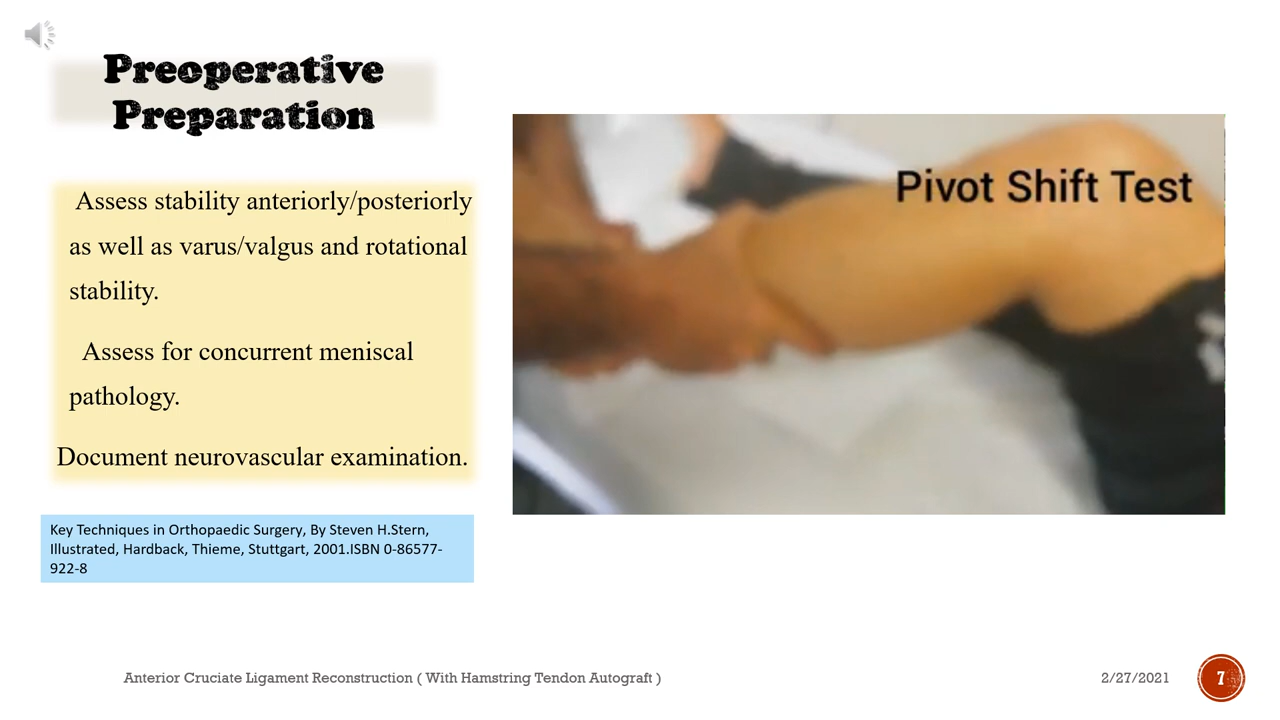 Preoperative
Preparation
Assess stability anteriorly/posteriorly
as well as varus/valgus and rotational
stability.
Assess for concurrent meniscal
pathology.
Document neurovascular examination.
Pivot Shift Test
Key Techniques in Orthopaedic Surgery, By Steven H.Stern,
Illustrated, Hardback, Thieme, Stuttgart, 2001.ISBN 0-86577-
922-8
Anterior Cruciate Ligament Reconstruction ( With Hamstring Tendon Autograft )
2/27/2021
7